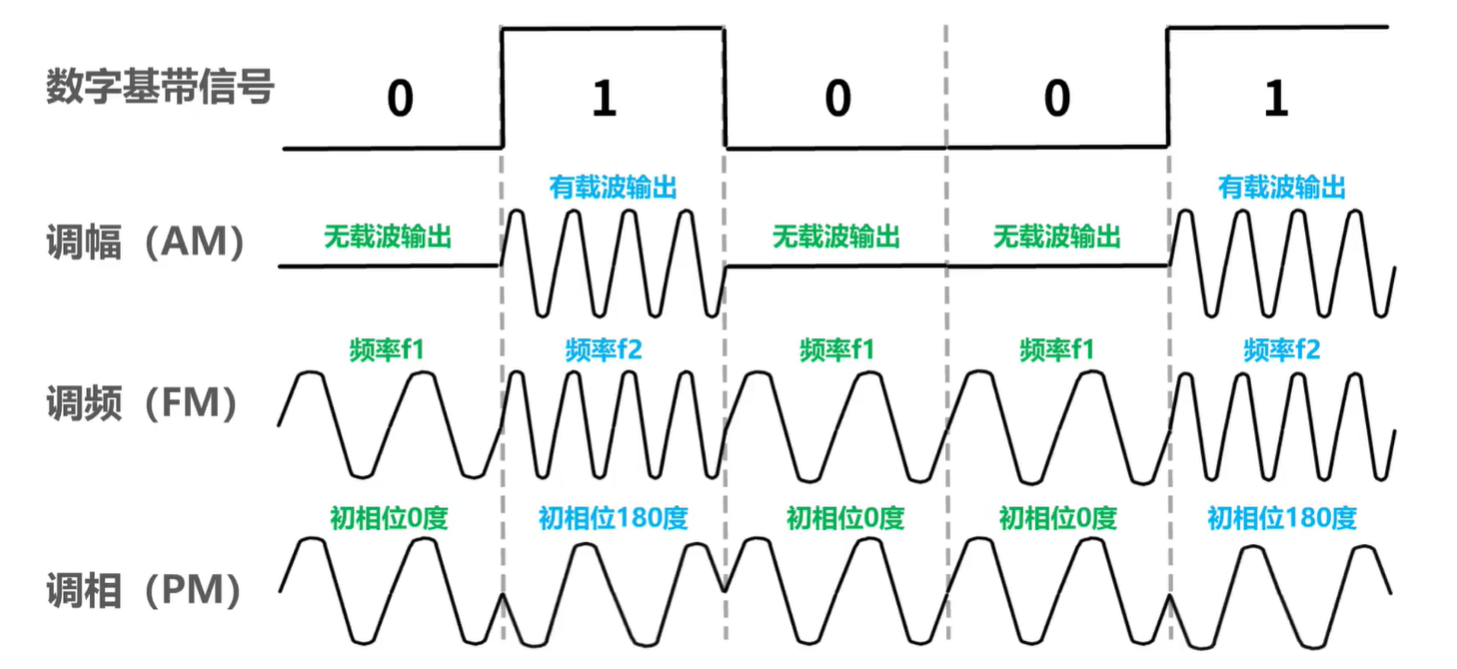 数字基带信号 0 1 0 0 1
有载波输出 有载波输出
调幅（AM） 无载波输出 无载波输出 无载波输出
频率f1 频率f2 频率f1 频率f1 频率f2
调频（FM）
初相位0度 初相位180度 初相位0度 初相位0度 初相位180度
调相（PM）